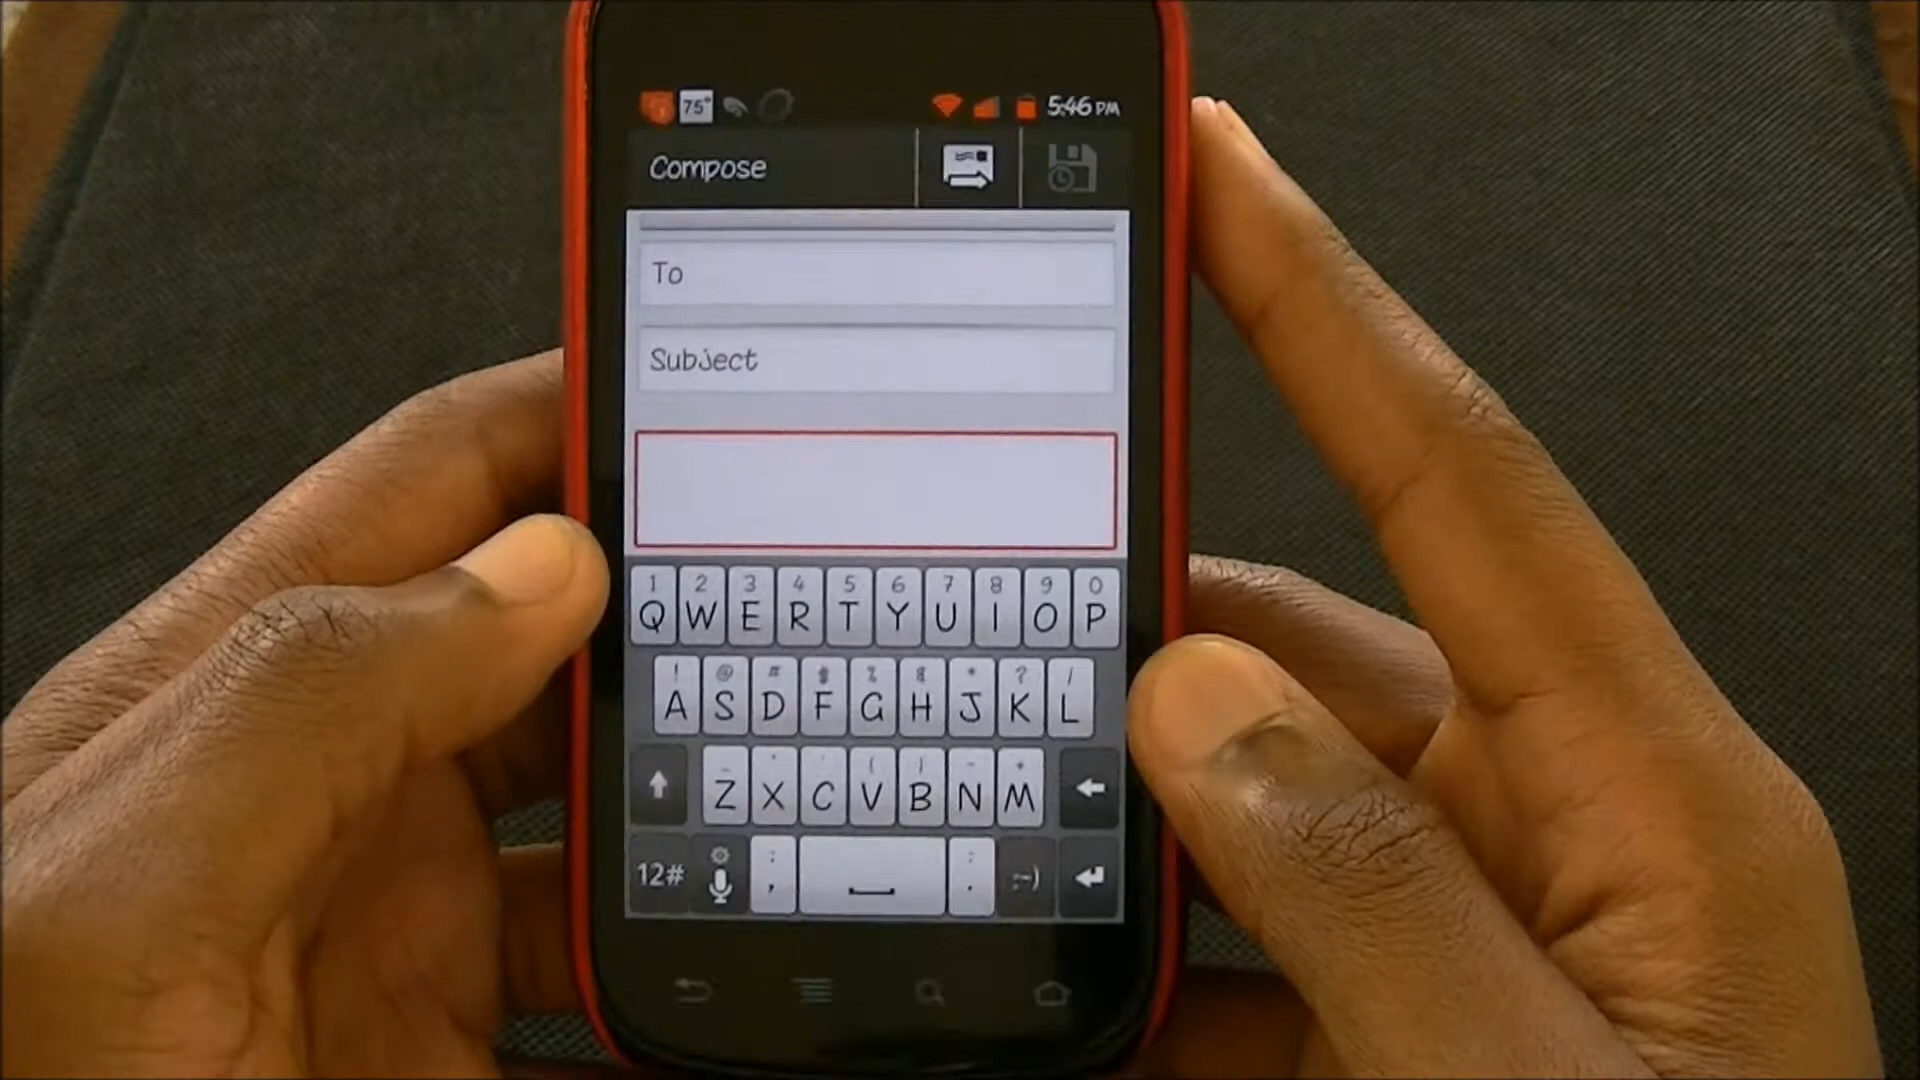 75° 5:46 PM
Compose
To
Subject
1 2 3 4 5 6 7 8 9 0
Q W E R T Y U I O P
! @ # $ % & * ? /
A S D F G H J K L
Z X C V B N M
12# , . :-)